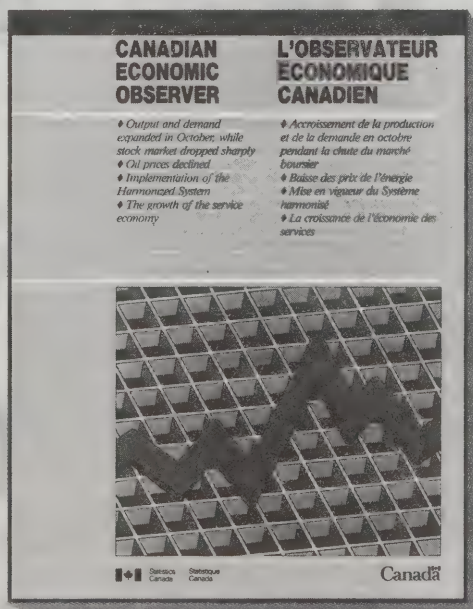 CANADIAN
ECONOMIC
OBSERVER
♦ Output and demand
expanded in October, while
stock market dropped sharply
♦ Oil prices declined
♦ Implementation of the
Harmonized System
♦ The growth of the service
economy
L'OBSERVATEUR
ÉCONOMIQUE
CANADIEN
♦ Accroissement de la production
et de la demande en octobre
pendant la chute du marché
boursier
♦ Baisse des prix de l'énergie
♦ Mise en vigueur du Système
harmonisé
♦ La croissance de l'économie des
services
Statistics
Canada
Statistique
Canada
Canada